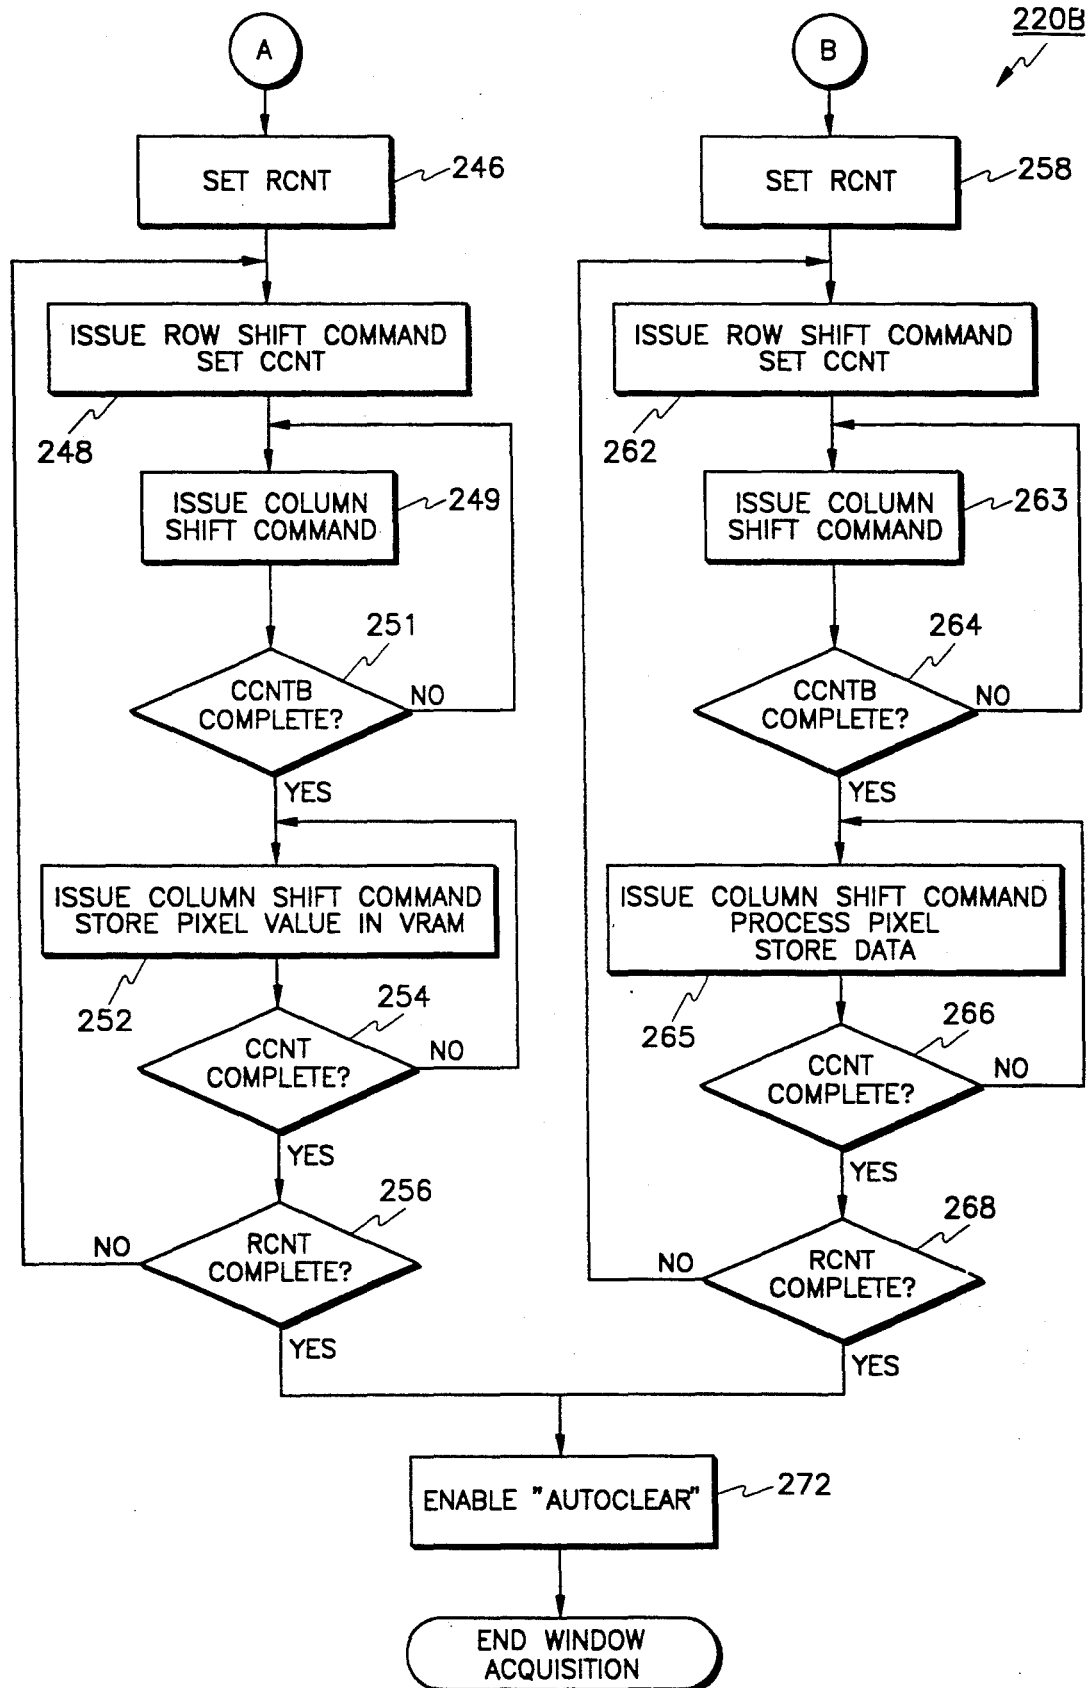 220B
A
SET RCNT
246
ISSUE ROW SHIFT COMMAND
SET CCNT
248
ISSUE COLUMN
SHIFT COMMAND
249
251
CCNTB
COMPLETE?
NO
YES
ISSUE COLUMN SHIFT COMMAND
STORE PIXEL VALUE IN VRAM
252
254
CCNT
COMPLETE?
NO
YES
256
RCNT
COMPLETE?
NO
YES
B
SET RCNT
258
ISSUE ROW SHIFT COMMAND
SET CCNT
262
ISSUE COLUMN
SHIFT COMMAND
263
264
CCNTB
COMPLETE?
NO
YES
ISSUE COLUMN SHIFT COMMAND
PROCESS PIXEL
STORE DATA
265
266
CCNT
COMPLETE?
NO
YES
268
RCNT
COMPLETE?
NO
YES
ENABLE "AUTOCLEAR"
272
END WINDOW
ACQUISITION